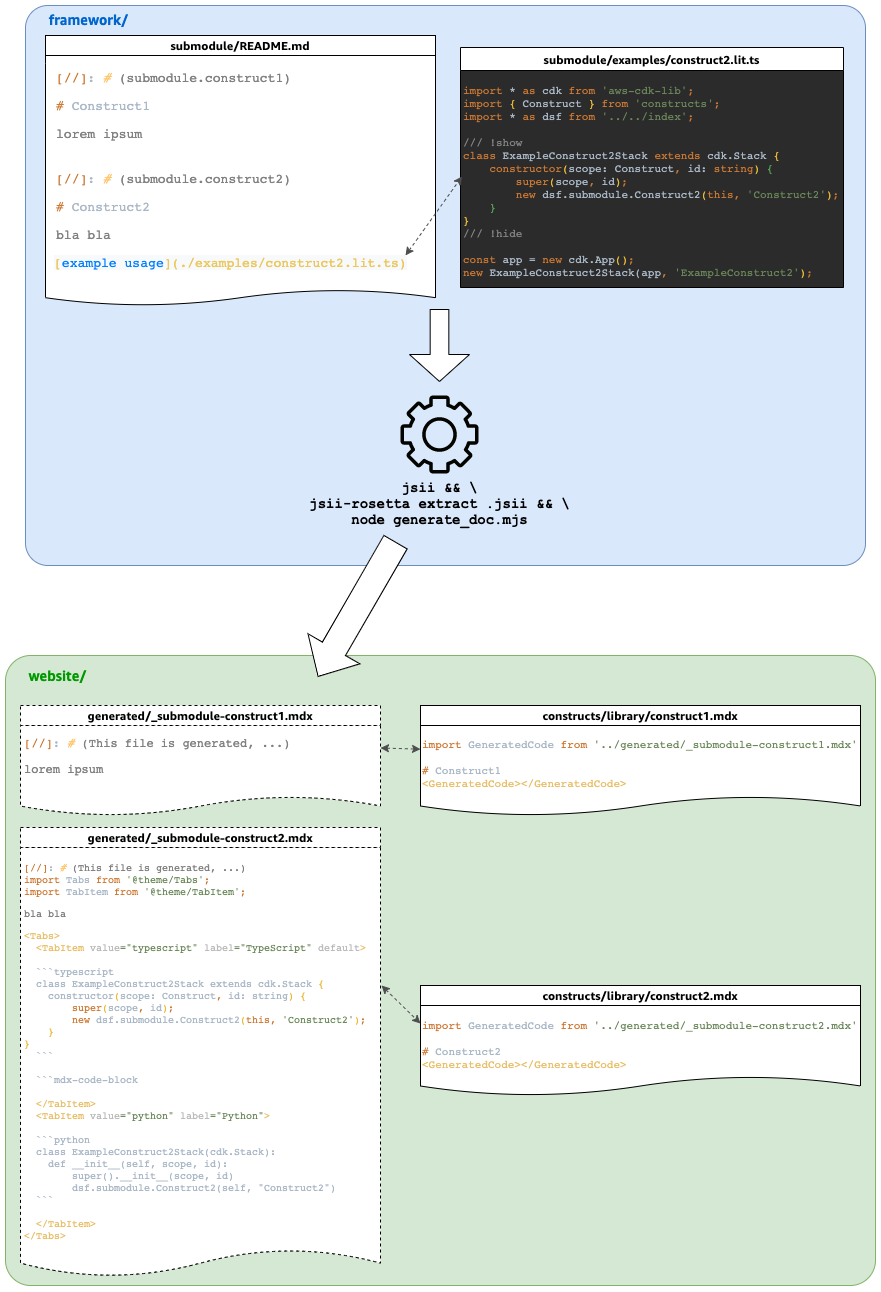 framework/
submodule/README.md
[//]: # (submodule.construct1)
# Construct1
lorem ipsum
[//]: # (submodule.construct2)
# Construct2
bla bla
[example usage](./examples/construct2.lit.ts)
submodule/examples/construct2.lit.ts
import * as cdk from 'aws-cdk-lib';
import { Construct } from 'constructs';
import * as dsf from '../../index';
/// !show
class ExampleConstruct2Stack extends cdk.Stack {
constructor(scope: Construct, id: string) {
super(scope, id);
new dsf.submodule.Construct2(this, 'Construct2');
}
}
/// !hide
const app = new cdk.App();
new ExampleConstruct2Stack(app, 'ExampleConstruct2');
jsii && \
jsii-rosetta extract .jsii && \
node generate_doc.mjs
website/
generated/_submodule-construct1.mdx
[//]: # (This file is generated, ...)
lorem ipsum
constructs/library/construct1.mdx
import GeneratedCode from '../generated/_submodule-construct1.mdx'
# Construct1
<GeneratedCode></GeneratedCode>
generated/_submodule-construct2.mdx
[//]: # (This file is generated, ...)
import Tabs from '@theme/Tabs';
import TabItem from '@theme/TabItem';
bla bla
<Tabs>
<TabItem value="typescript" label="TypeScript" default>
```typescript
class ExampleConstruct2Stack extends cdk.Stack {
constructor(scope: Construct, id: string) {
super(scope, id);
new dsf.submodule.Construct2(this, 'Construct2');
}
}
```
```mdx-code-block
</TabItem>
<TabItem value="python" label="Python">
```python
class ExampleConstruct2Stack(cdk.Stack):
def __init__(self, scope, id):
super().__init__(scope, id)
dsf.submodule.Construct2(self, "Construct2")
```
</TabItem>
</Tabs>
constructs/library/construct2.mdx
import GeneratedCode from '../generated/_submodule-construct2.mdx'
# Construct2
<GeneratedCode></GeneratedCode>